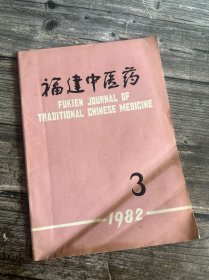 福建中医药
FUKIEN JOURNAL OF
TRADITIONAL CHINESE MEDICINE
3
1982